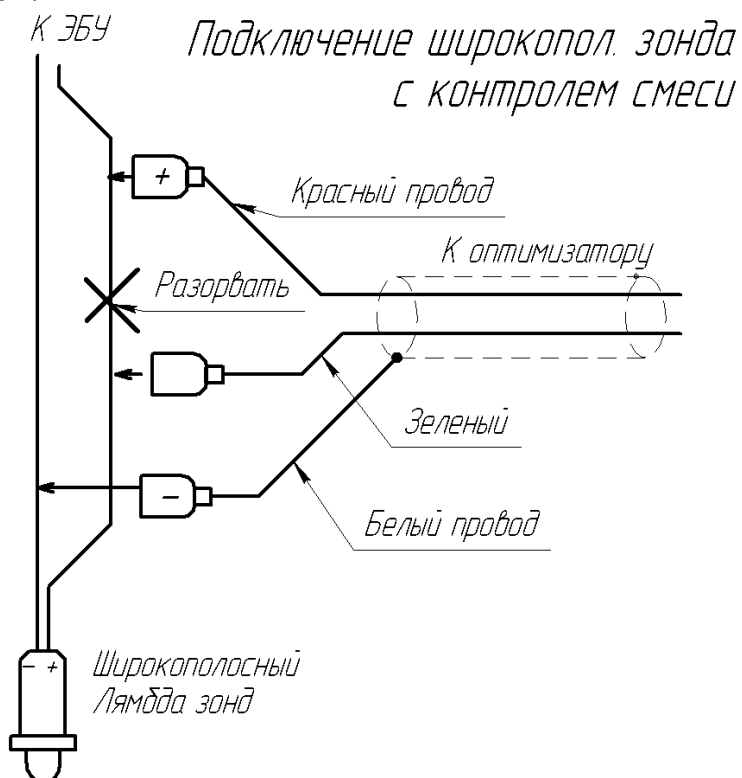 К ЭБУ
Подключение широкопол. зонда
с контролем смеси
+
Красный провод
К оптимизатору
Разорвать
Зеленый
-
Белый провод
- +
Широкополосный
Лямбда зонд